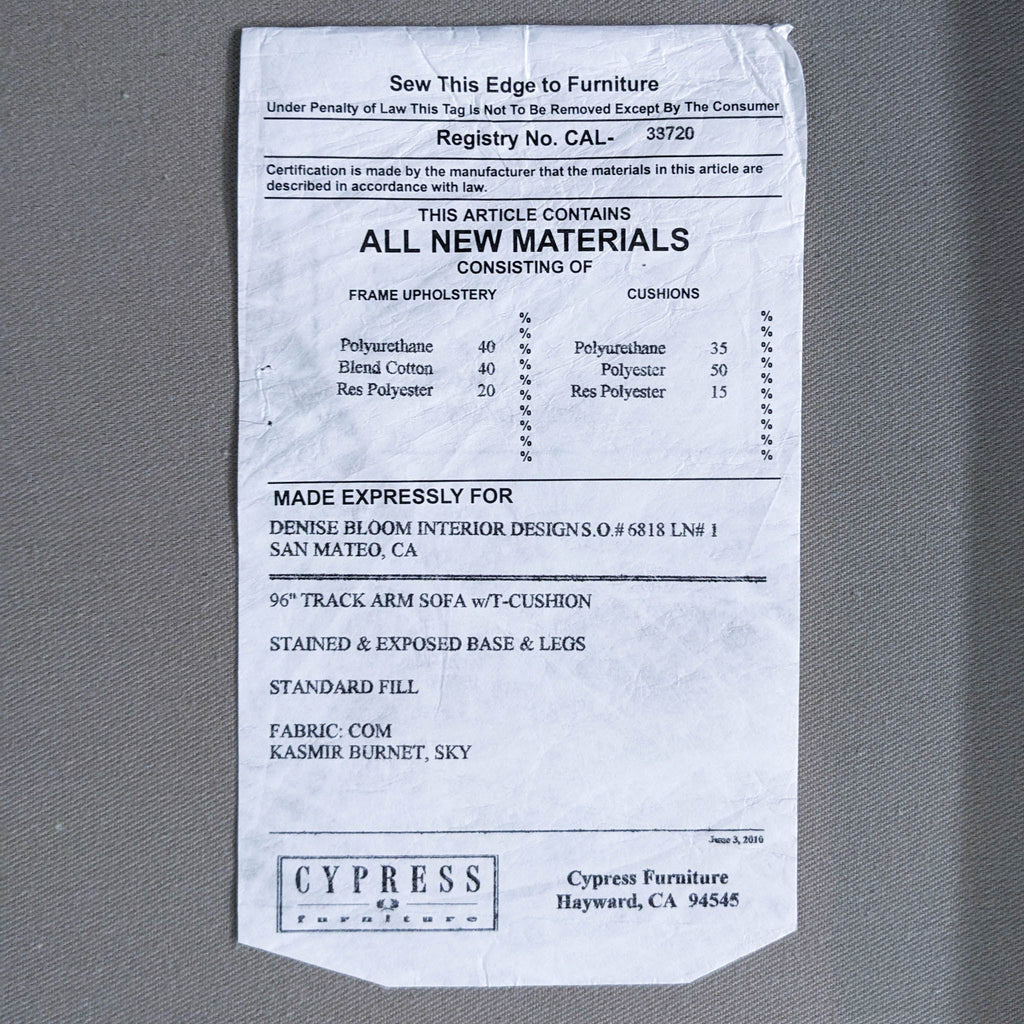 Sew This Edge to Furniture
Under Penalty of Law This Tag Is Not To Be Removed Except By The Consumer
Registry No. CAL- 33720
Certification is made by the manufacturer that the materials in this article are
described in accordance with law.
THIS ARTICLE CONTAINS
ALL NEW MATERIALS
CONSISTING OF
FRAME UPHOLSTERY CUSHIONS
% %
% %
Polyurethane 40 % Polyurethane 35 %
Blend Cotton 40 % Polyester 50 %
Res Polyester 20 % Res Polyester 15 %
% %
% %
% %
% %
% %
MADE EXPRESSLY FOR
DENISE BLOOM INTERIOR DESIGN S.O.# 6818 LN# 1
SAN MATEO, CA
96" TRACK ARM SOFA w/T-CUSHION
STAINED & EXPOSED BASE & LEGS
STANDARD FILL
FABRIC: COM
KASMIR BURNET, SKY
June 3, 2016
CYPRESS
furniture
Cypress Furniture
Hayward, CA 94545